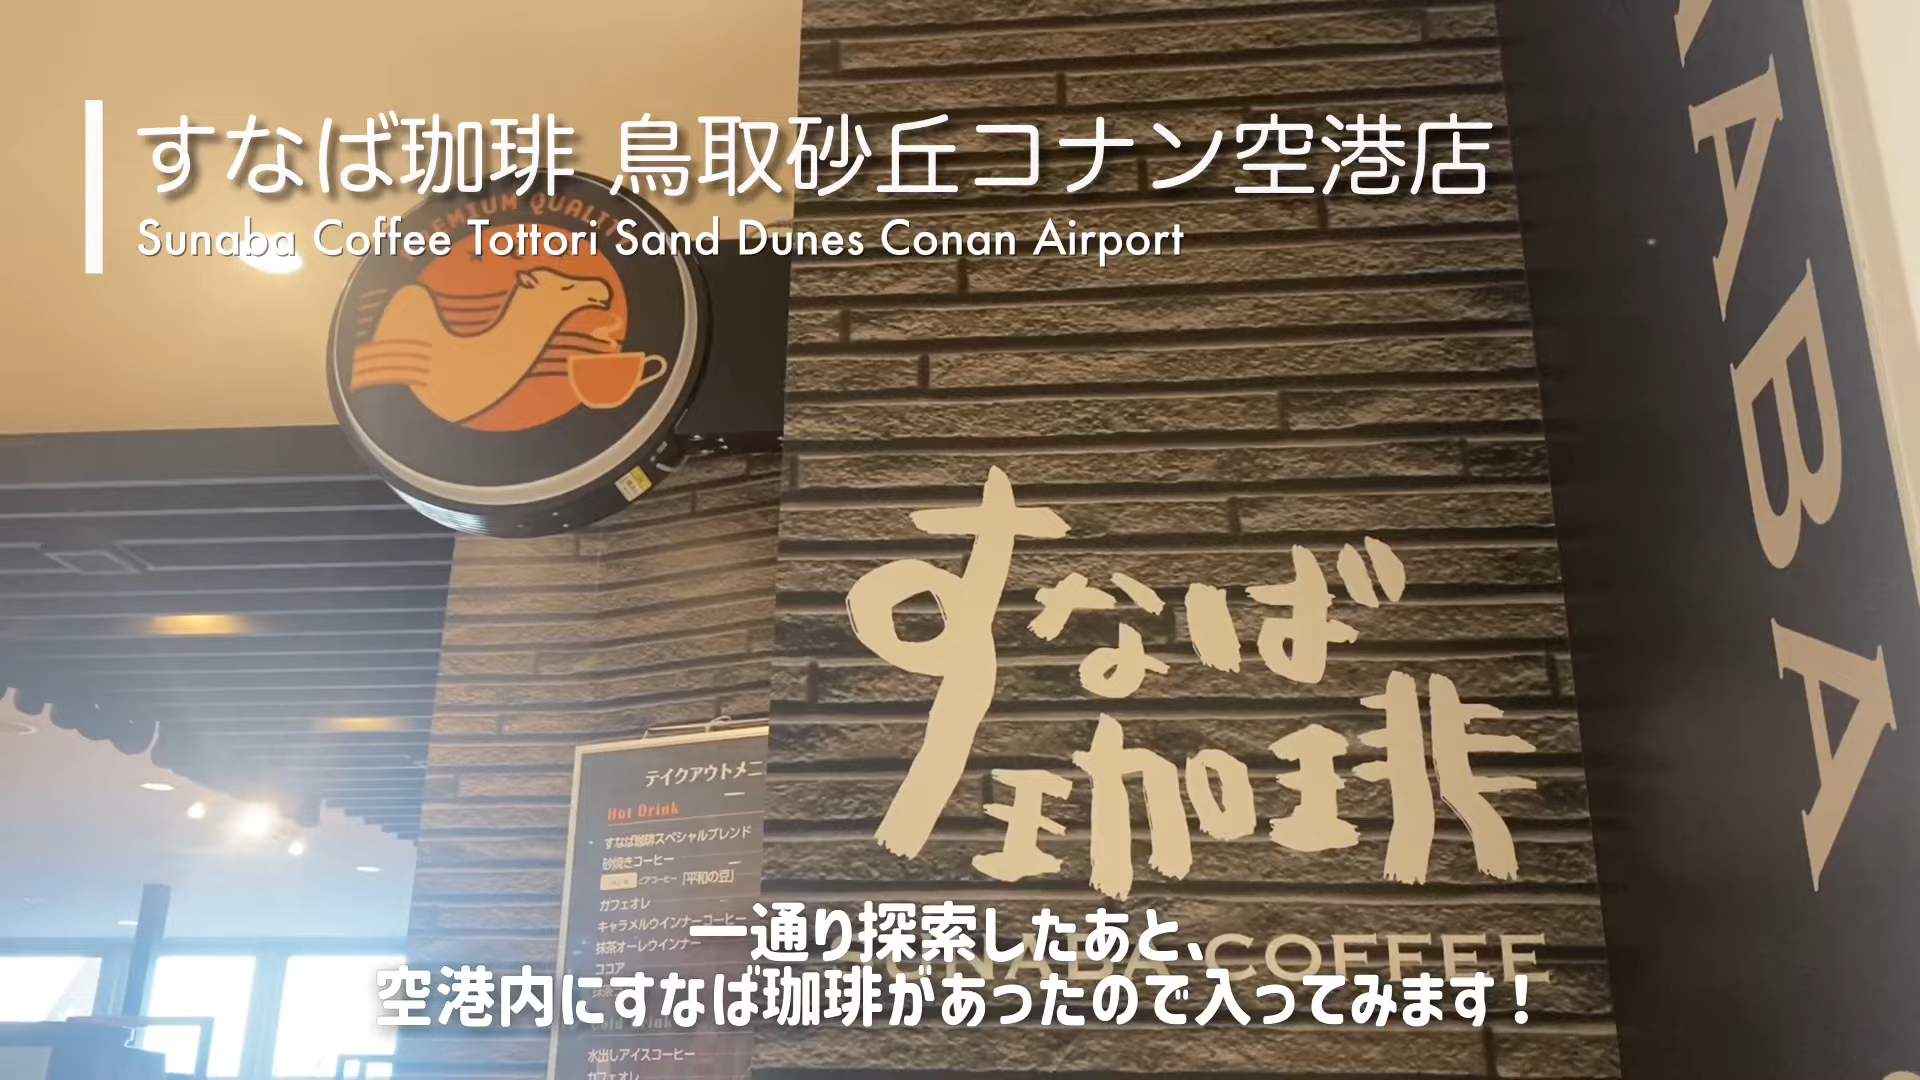 すなば珈琲 鳥取砂丘コナン空港店
Sunaba Coffee Tottori Sand Dunes Conan Airport
PREMIUM QUALITY
すなば
珈琲
SUNABA COFFEE
ABA
テイクアウトメニ
Hot Drink
すなば珈琲スペシャルブレンド
砂焼きコーヒー
「平和の豆」
カフェオレ
キャラメルウインナーコーヒー
抹茶オーレウインナー
ココア
Cold Drink
水出しアイスコーヒー
カフェオレ
一通り探索したあと、
空港内にすなば珈琲があったので入ってみます！